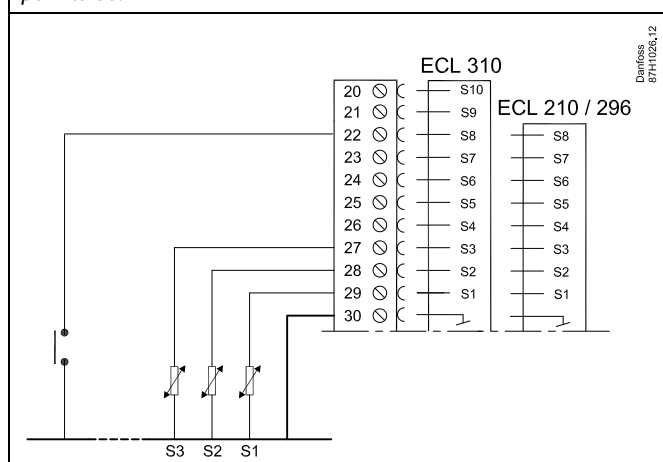 Danfoss
87H1026.12
ECL 310
ECL 210 / 296
20 S10
21 S9
22 S8 S8
23 S7 S7
24 S6 S6
25 S5 S5
26 S4 S4
27 S3 S3
28 S2 S2
29 S1 S1
30
S3 S2 S1